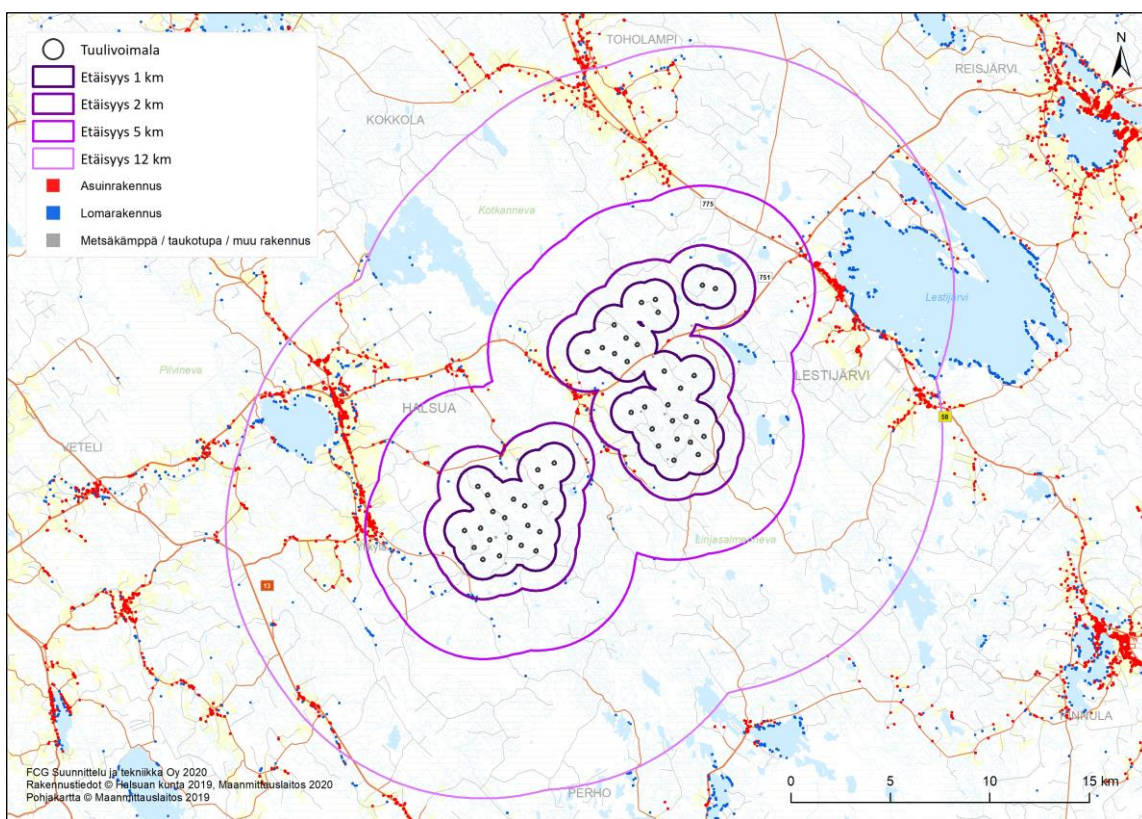 Tuulivoimala
Etäisyys 1 km
Etäisyys 2 km
Etäisyys 5 km
Etäisyys 12 km
Asuinrakennus
Lomarakennus
Metsäkämppä / taukotupa / muu rakennus
TOHOLAMPI
N
REISJÄRVI
KOKKOLA
Kotkanneva
775
751
Lestijärvi
Pilvineva
LESTIJÄRVI
HALSUA
58
VETELI
Linjasalmenneva
13
KINNULA
FCG Suunnittelu ja tekniikka Oy 2020
Rakennustiedot © Halsuan kunta 2019, Maanmittauslaitos 2020
Pohjakartta © Maanmittauslaitos 2019
PERHO
0 5 10 15 km